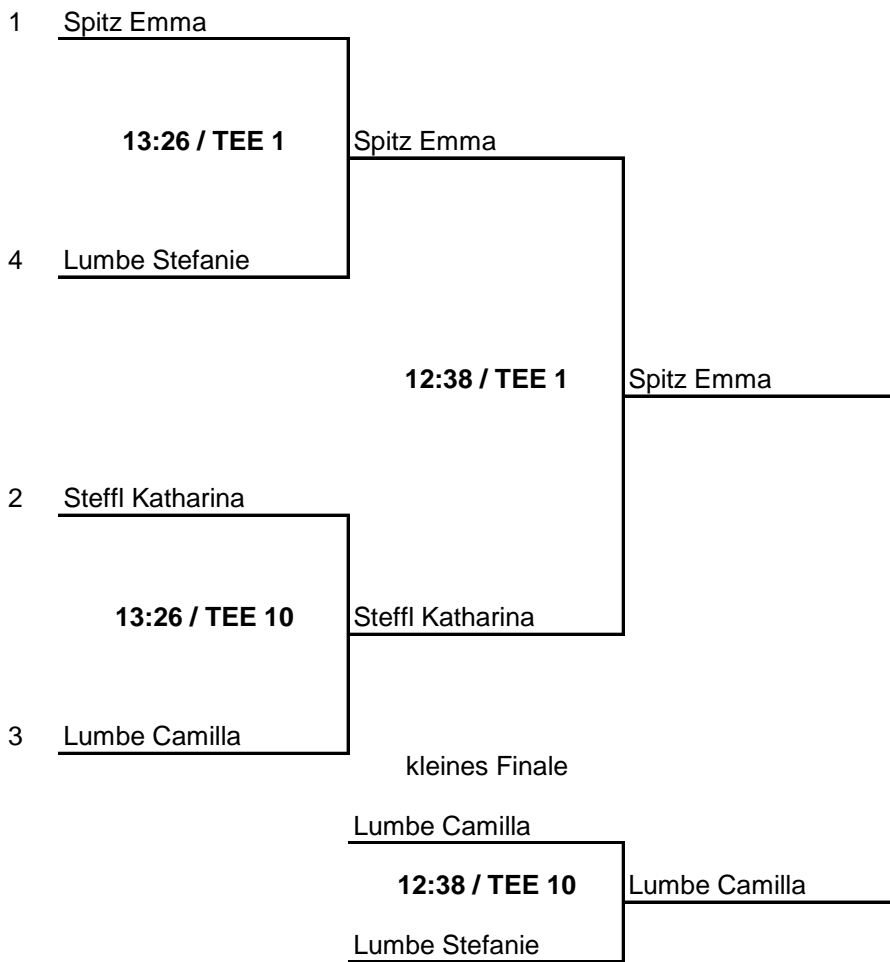 1 Spitz Emma
13:26 / TEE 1 Spitz Emma
4 Lumbe Stefanie
12:38 / TEE 1 Spitz Emma
2 Steffl Katharina
13:26 / TEE 10 Steffl Katharina
3 Lumbe Camilla
kleines Finale
Lumbe Camilla
12:38 / TEE 10 Lumbe Camilla
Lumbe Stefanie